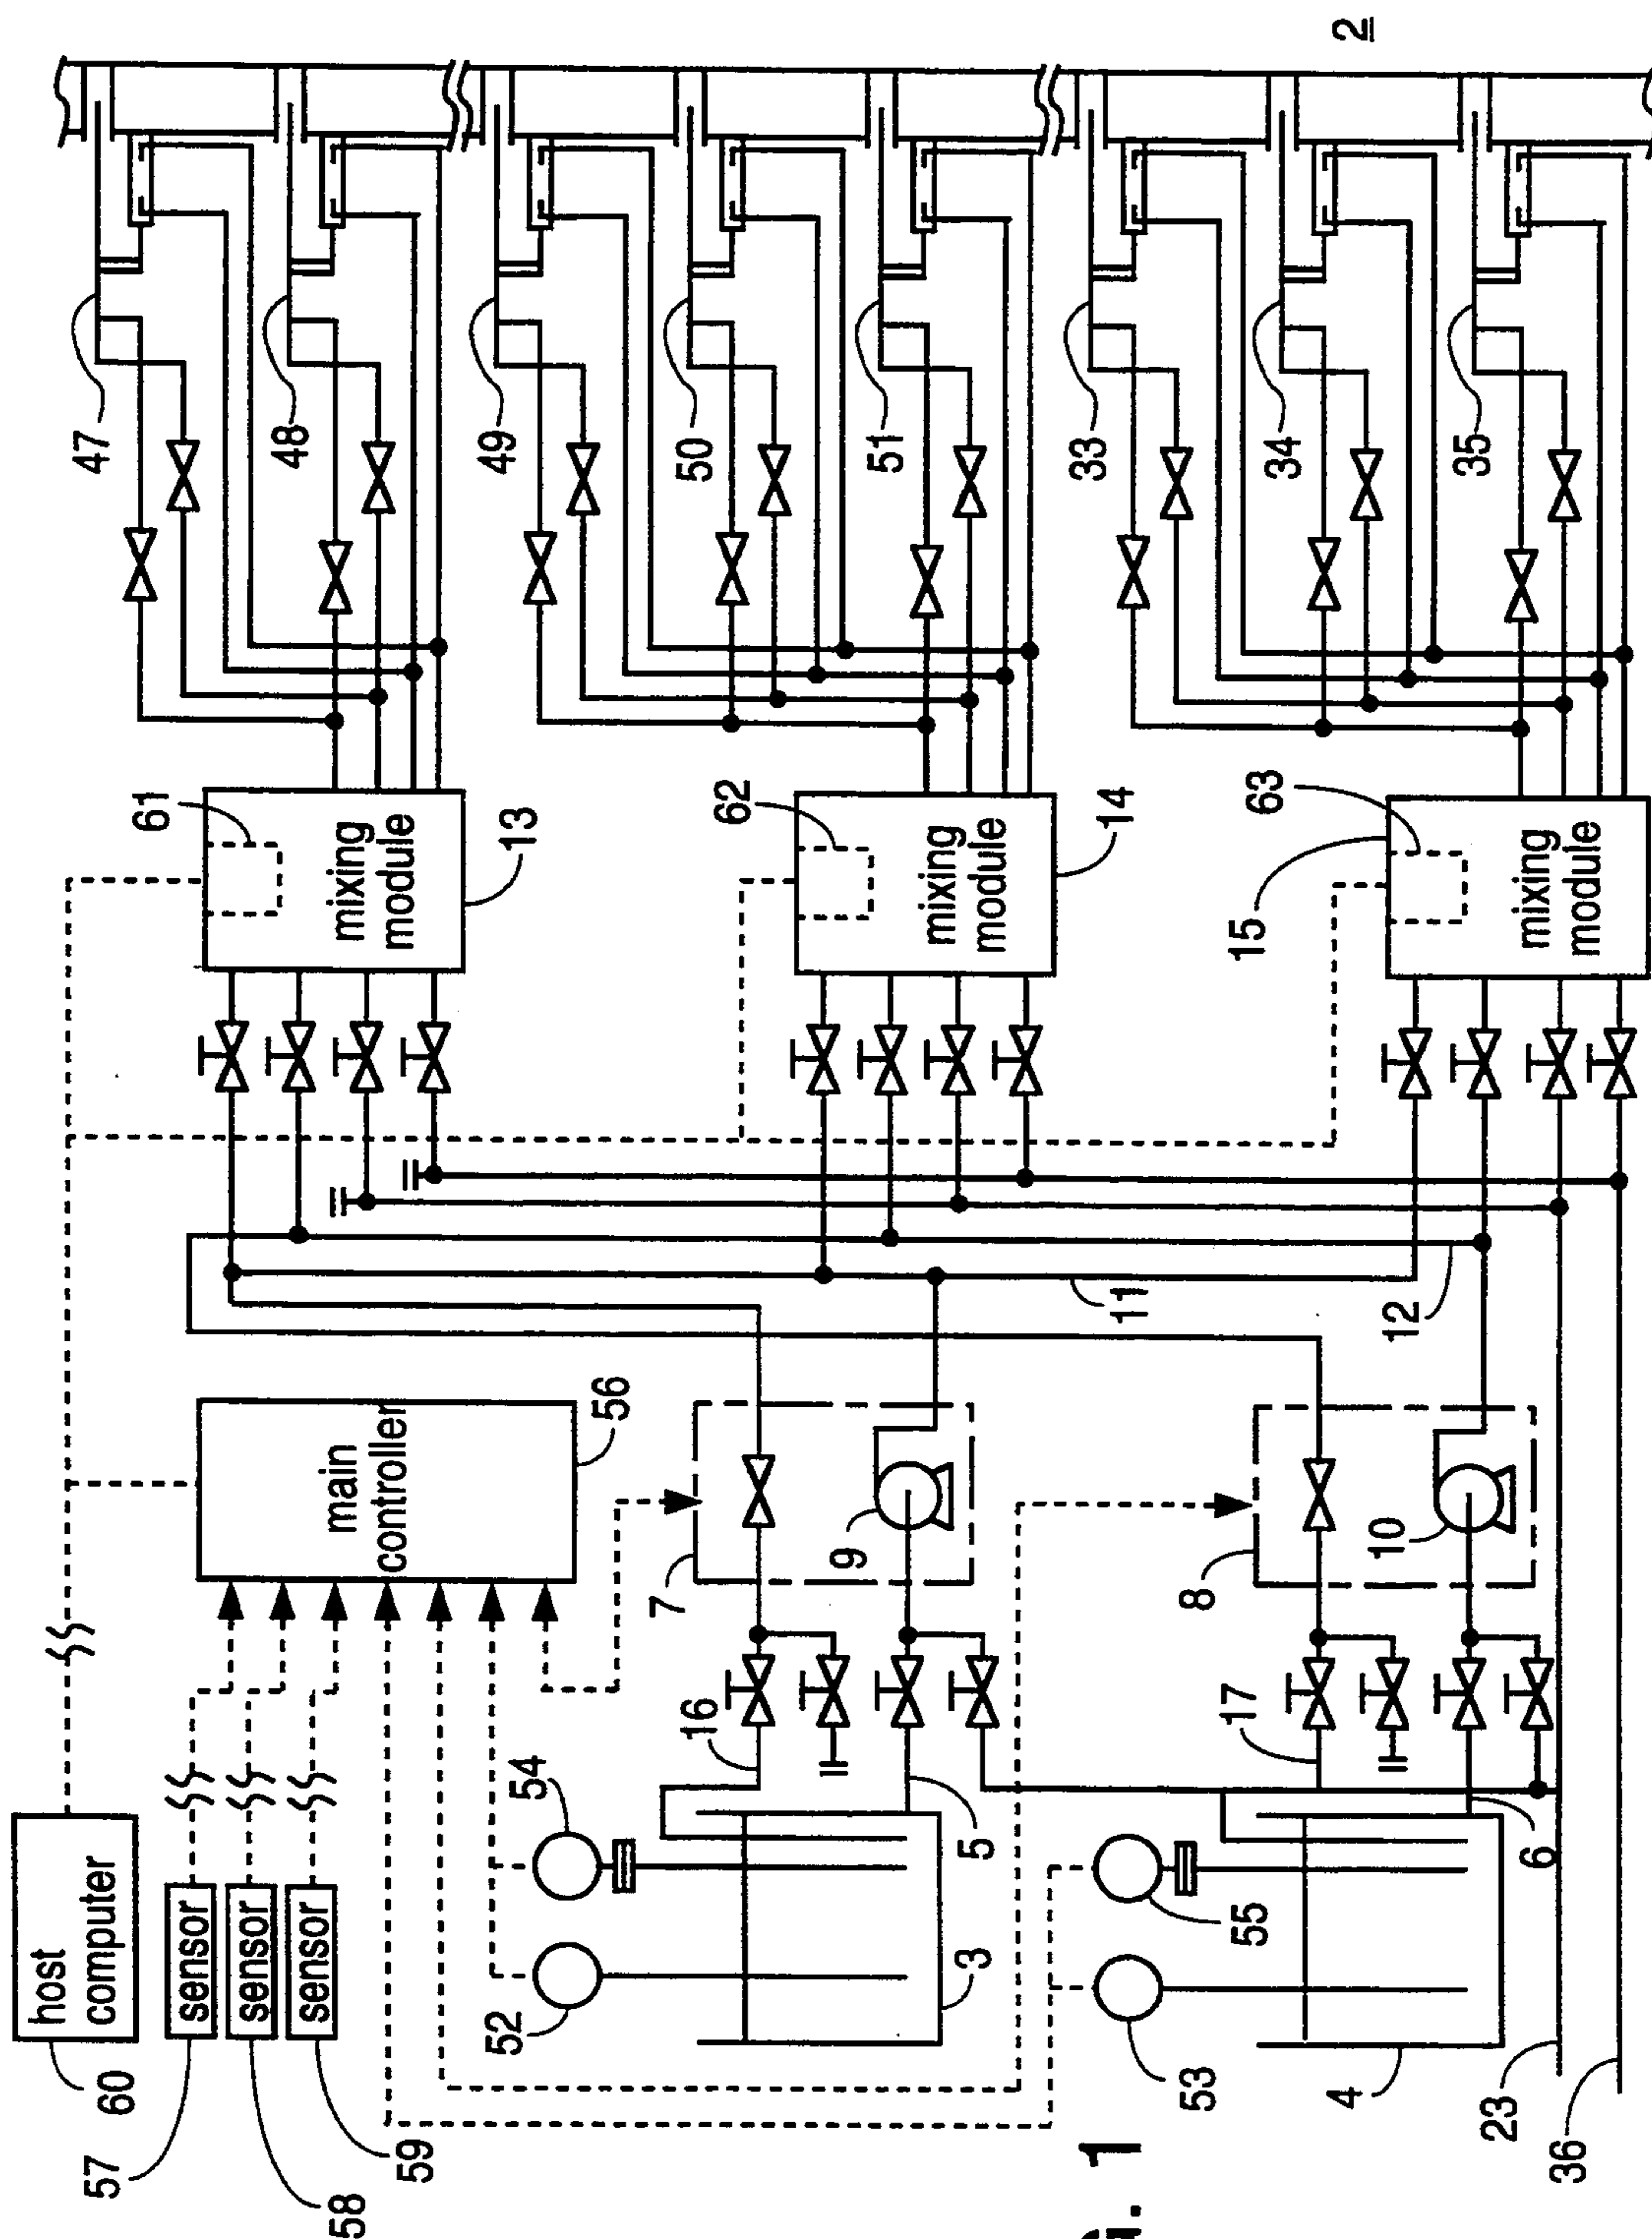 2
47
48
49
50
51
33
34
35
61
mixing
module
13
62
mixing
module
14
63
15
mixing
module
11
12
main
controller
56
7
9
8
10
16
5
17
6
54
52
3
55
53
4
23
36
host
computer
60
sensor
sensor
sensor
57
58
59
G. 1